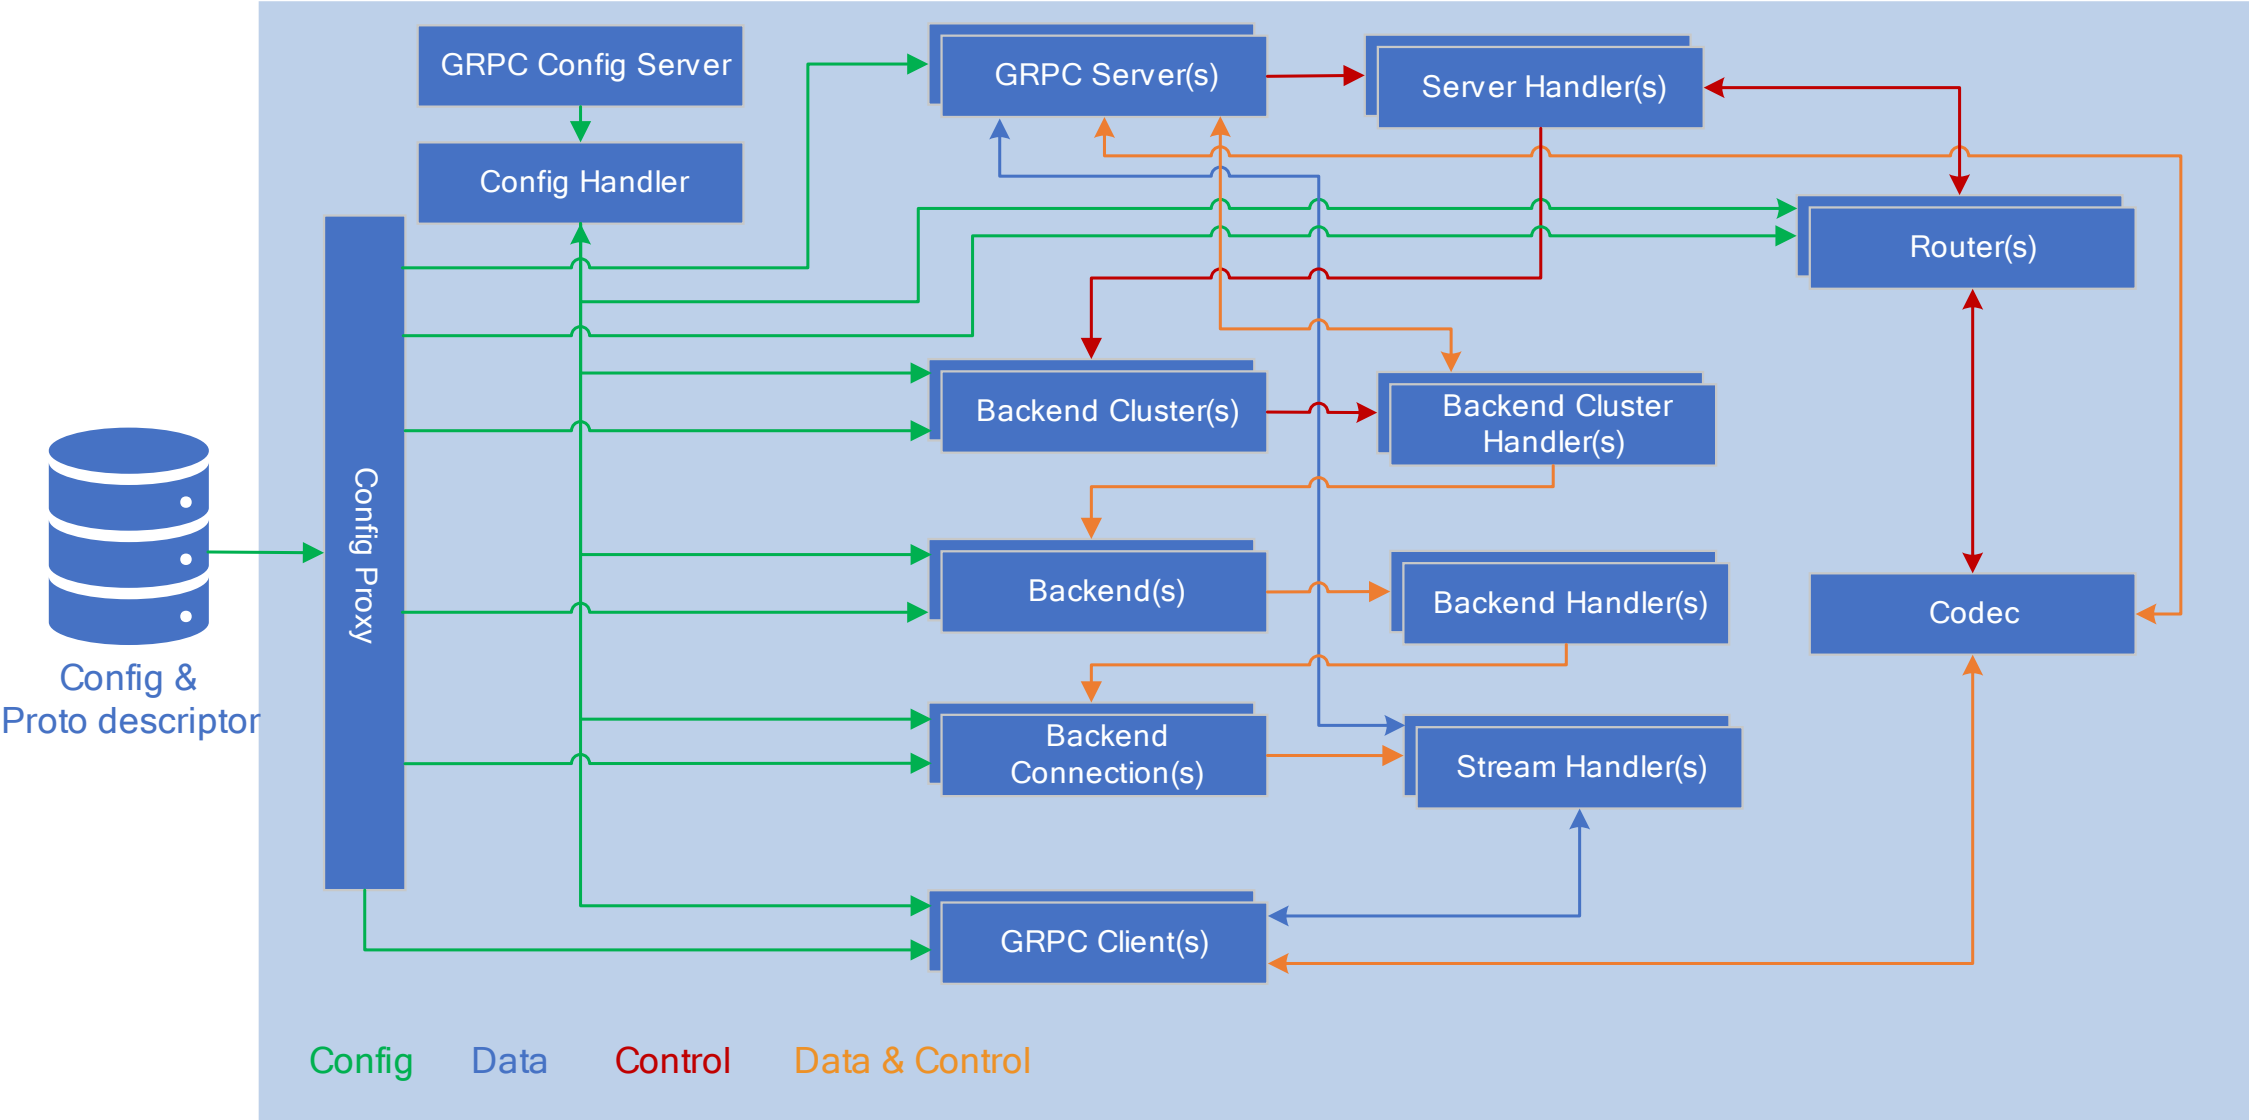 GRPC Config Server
GRPC Server(s)
Server Handler(s)
Config Handler
Router(s)
Config Proxy
Backend Cluster(s)
Backend Cluster
Handler(s)
Backend(s)
Backend Handler(s)
Codec
Config &
Proto descriptor
Backend
Connection(s)
Stream Handler(s)
GRPC Client(s)
Config
Data
Control
Data & Control